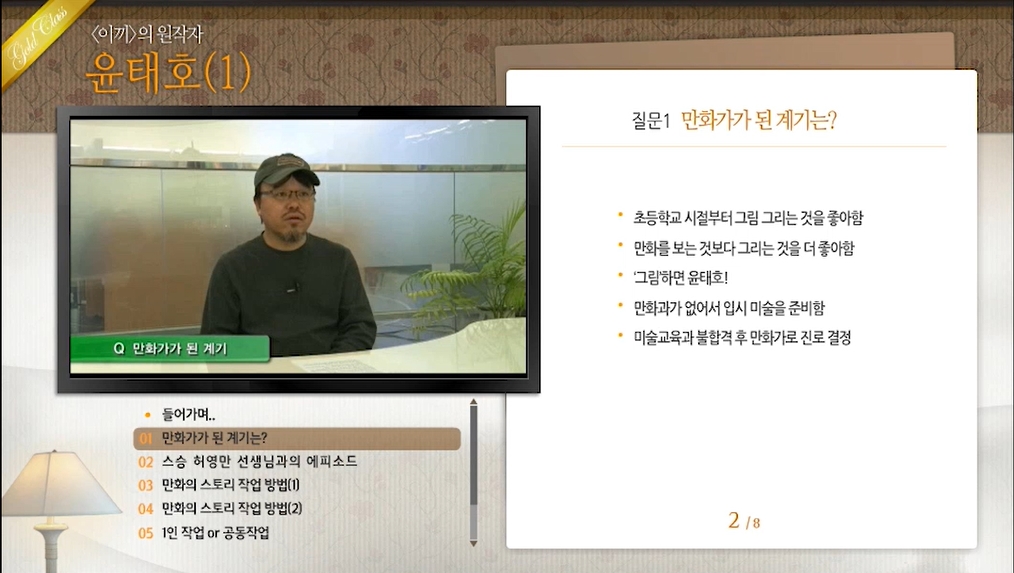 Gold Class
<이끼>의 원작자
윤태호(1)
Q 만화가가 된 계기
들어가며..
01 만화가가 된 계기는?
02 스승 허영만 선생님과의 에피소드
03 만화의 스토리 작업 방법(1)
04 만화의 스토리 작업 방법(2)
05 1인 작업 or 공동작업
질문1 만화가가 된 계기는?
• 초등학교 시절부터 그림 그리는 것을 좋아함
• 만화를 보는 것보다 그리는 것을 더 좋아함
• '그림'하면 윤태호!
• 만화과가 없어서 입시 미술을 준비함
• 미술교육과 불합격 후 만화가로 진로 결정
2 / 8